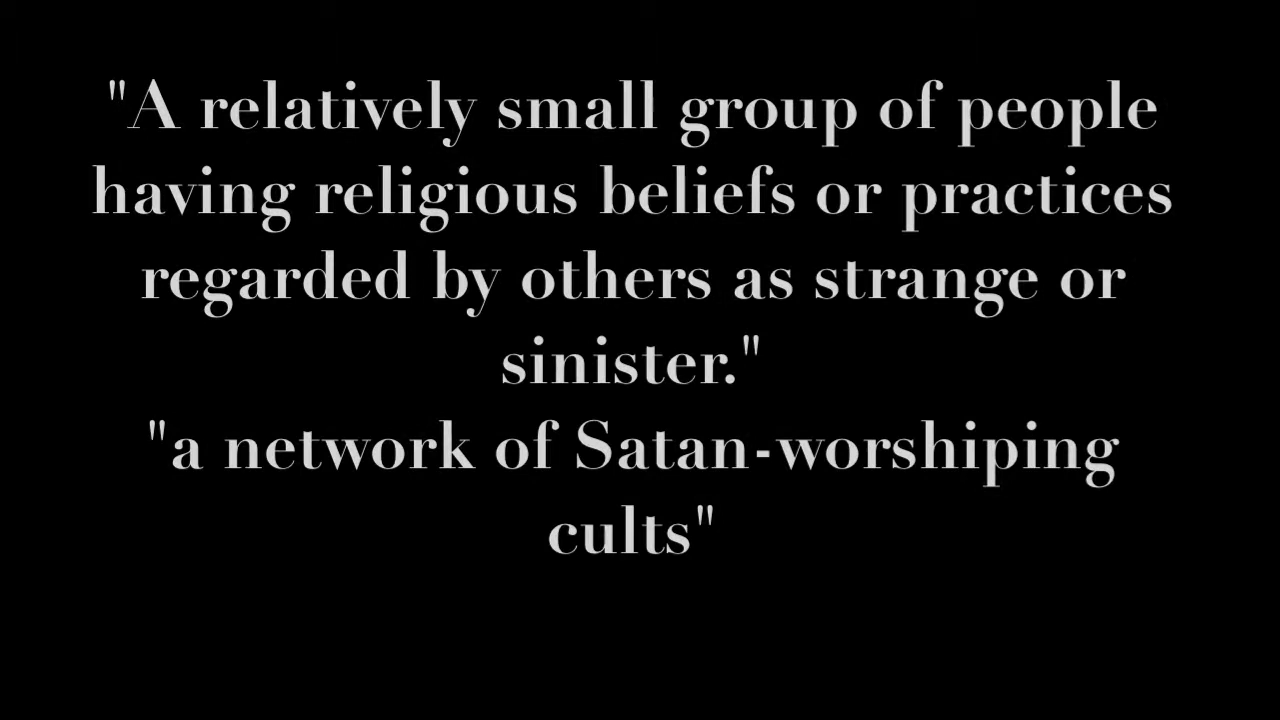 "A relatively small group of people
having religious beliefs or practices
regarded by others as strange or
sinister."
"a network of Satan-worshiping
cults"